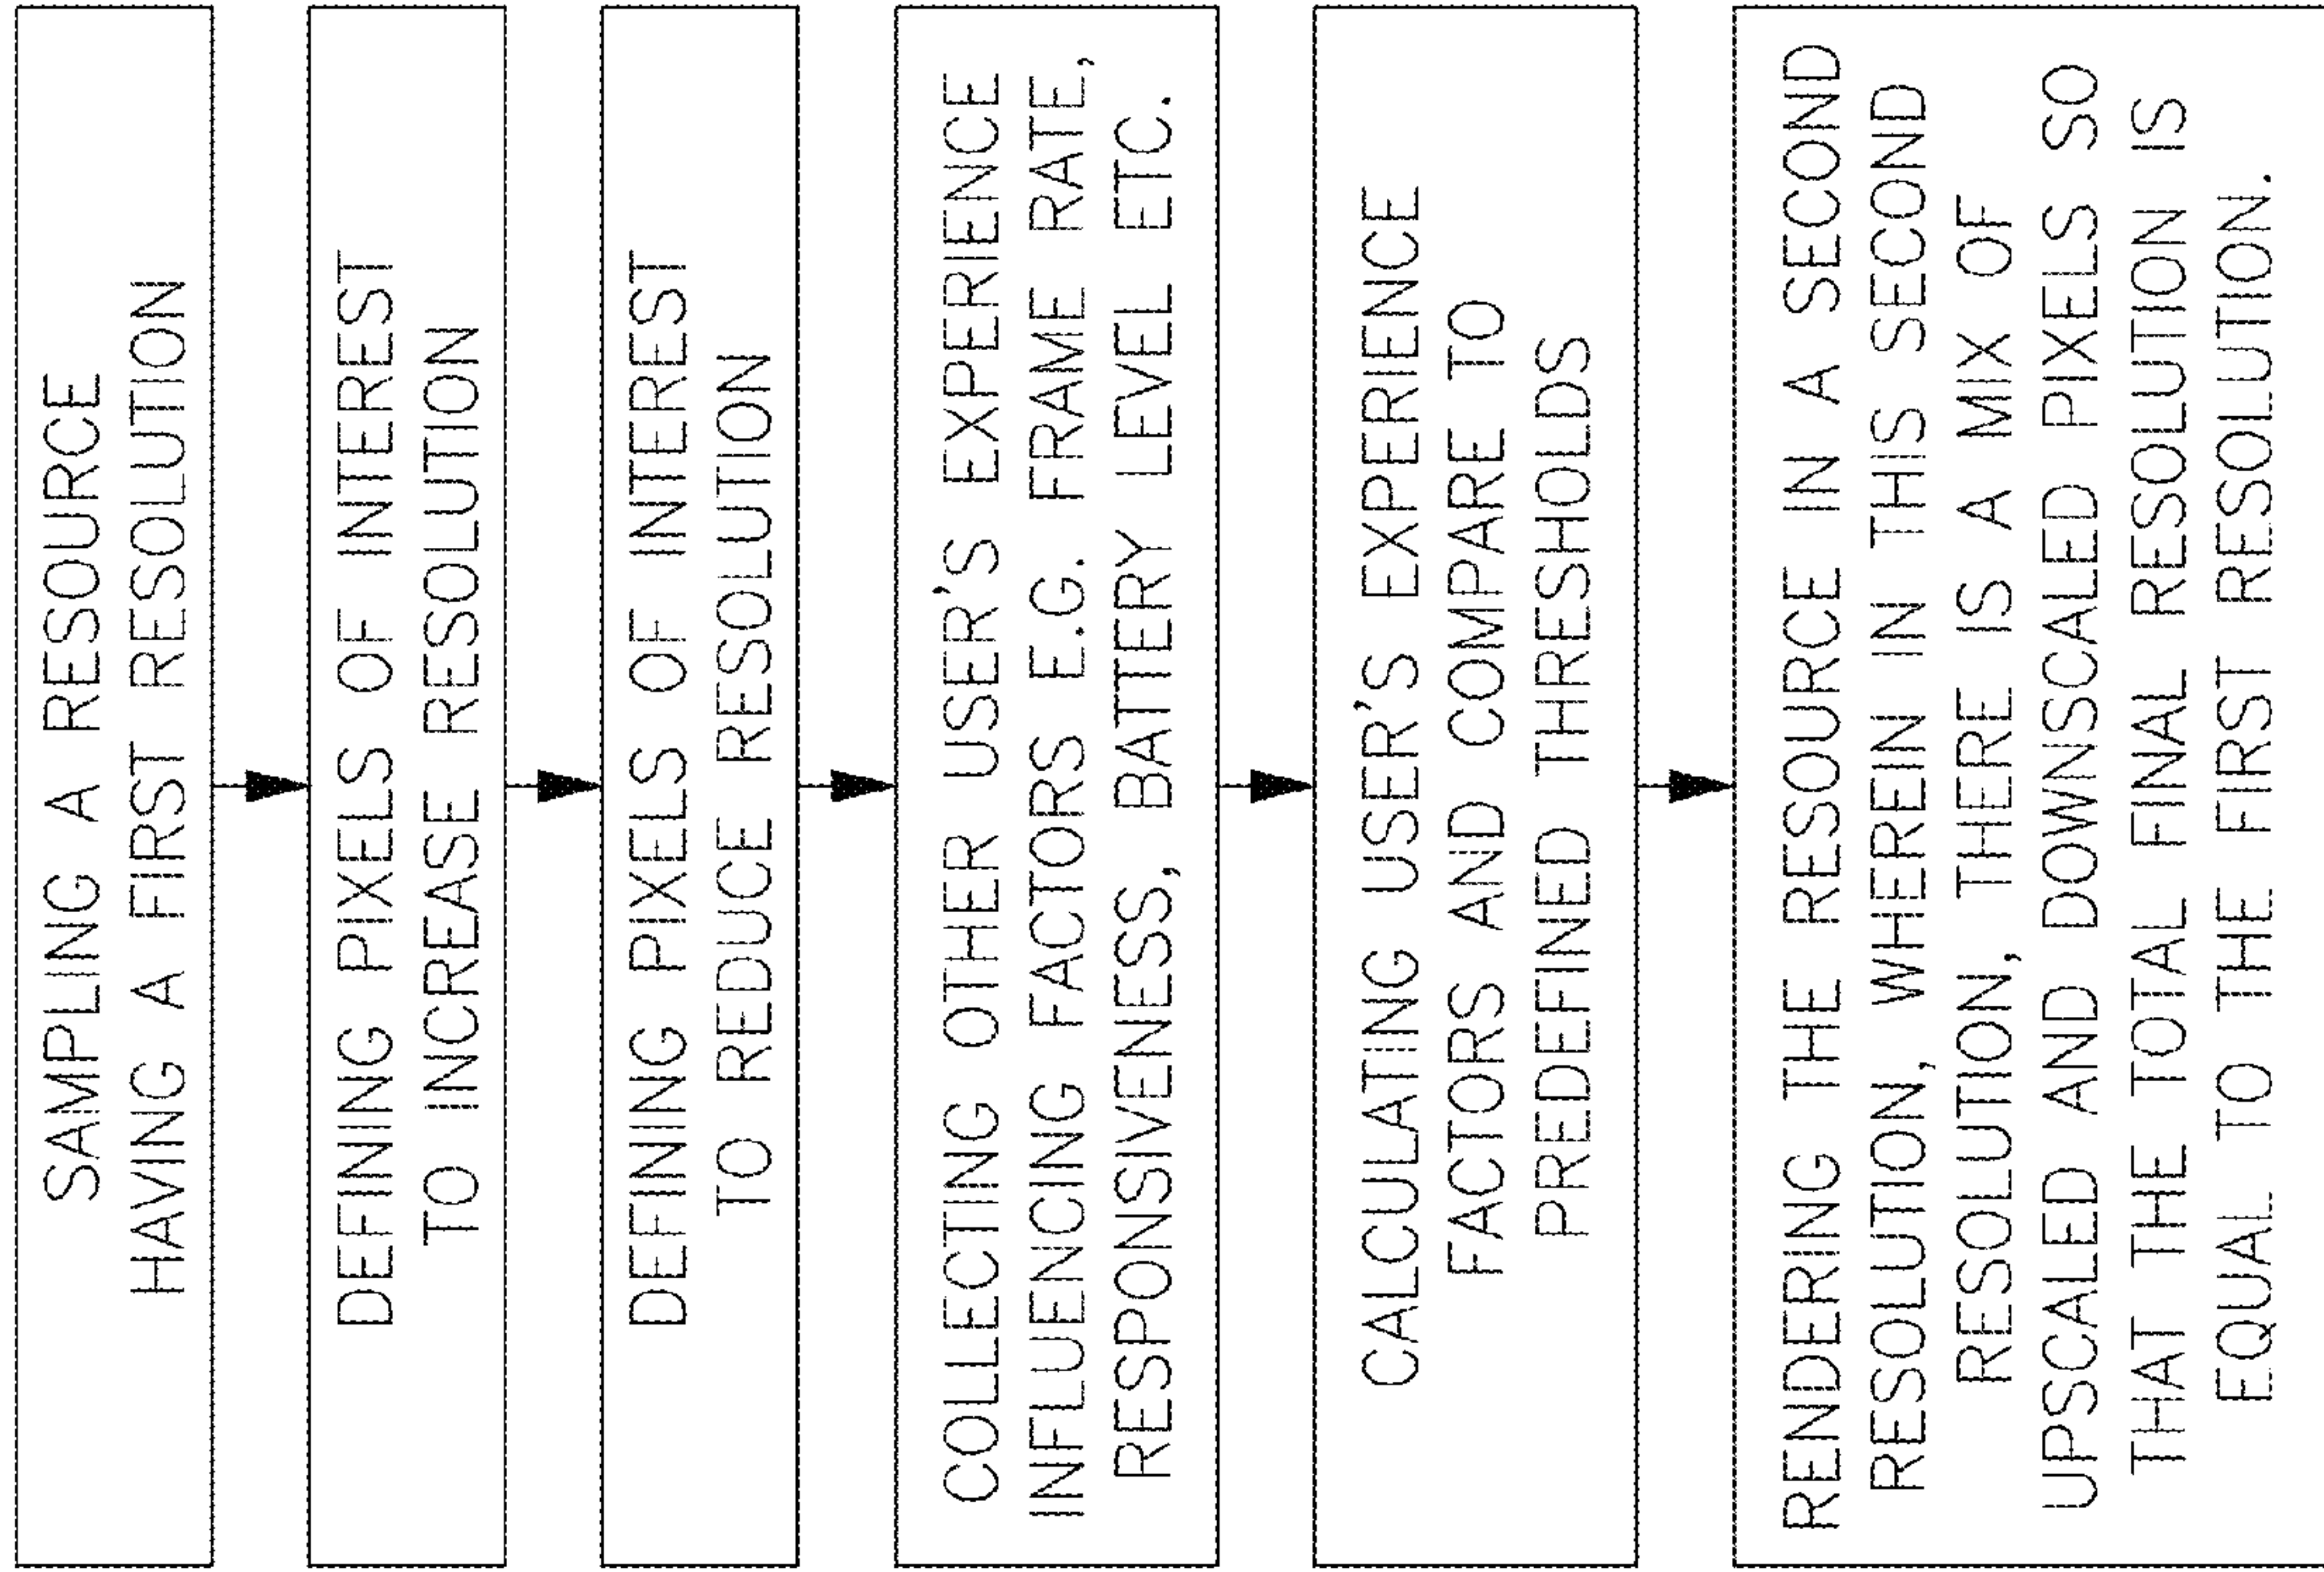 SAMPLING A RESOURCE
HAVING A FIRST RESOLUTION
DEFINING PIXELS OF INTEREST
TO INCREASE RESOLUTION
DEFINING PIXELS OF INTEREST
TO REDUCE RESOLUTION
COLLECTING OTHER USER'S EXPERIENCE
INFLUENCING FACTORS E.G. FRAME RATE,
RESPONSIVENESS, BATTERY LEVEL ETC.
CALCULATING USER'S EXPERIENCE
FACTORS AND COMPARE TO
PREDEFINED THRESHOLDS
RENDERING THE RESOURCE IN A SECOND
RESOLUTION, WHEREIN IN THIS SECOND
RESOLUTION, THERE IS A MIX OF
UPSCALED AND DOWNSCALED PIXELS SO
THAT THE TOTAL FINAL RESOLUTION IS
EQUAL TO THE FIRST RESOLUTION.